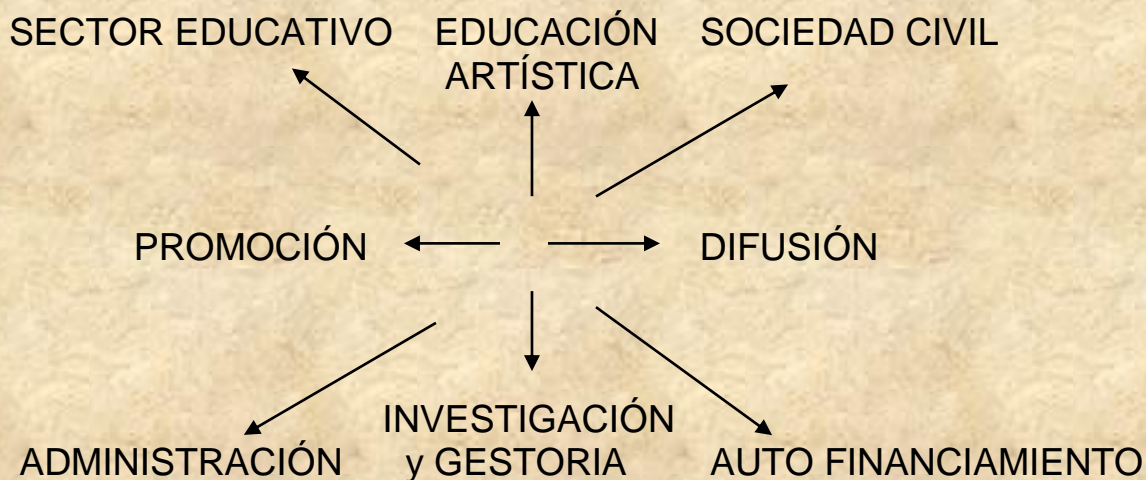 SECTOR EDUCATIVO
EDUCACIÓN
ARTÍSTICA
SOCIEDAD CIVIL
PROMOCIÓN
DIFUSIÓN
ADMINISTRACIÓN
INVESTIGACIÓN
y GESTORIA
AUTO FINANCIAMIENTO